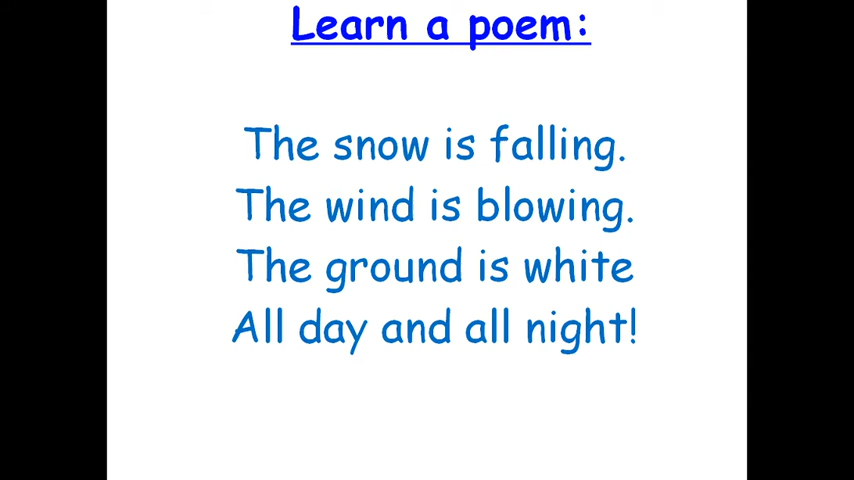 Learn a poem:
The snow is falling.
The wind is blowing.
The ground is white
All day and all night!